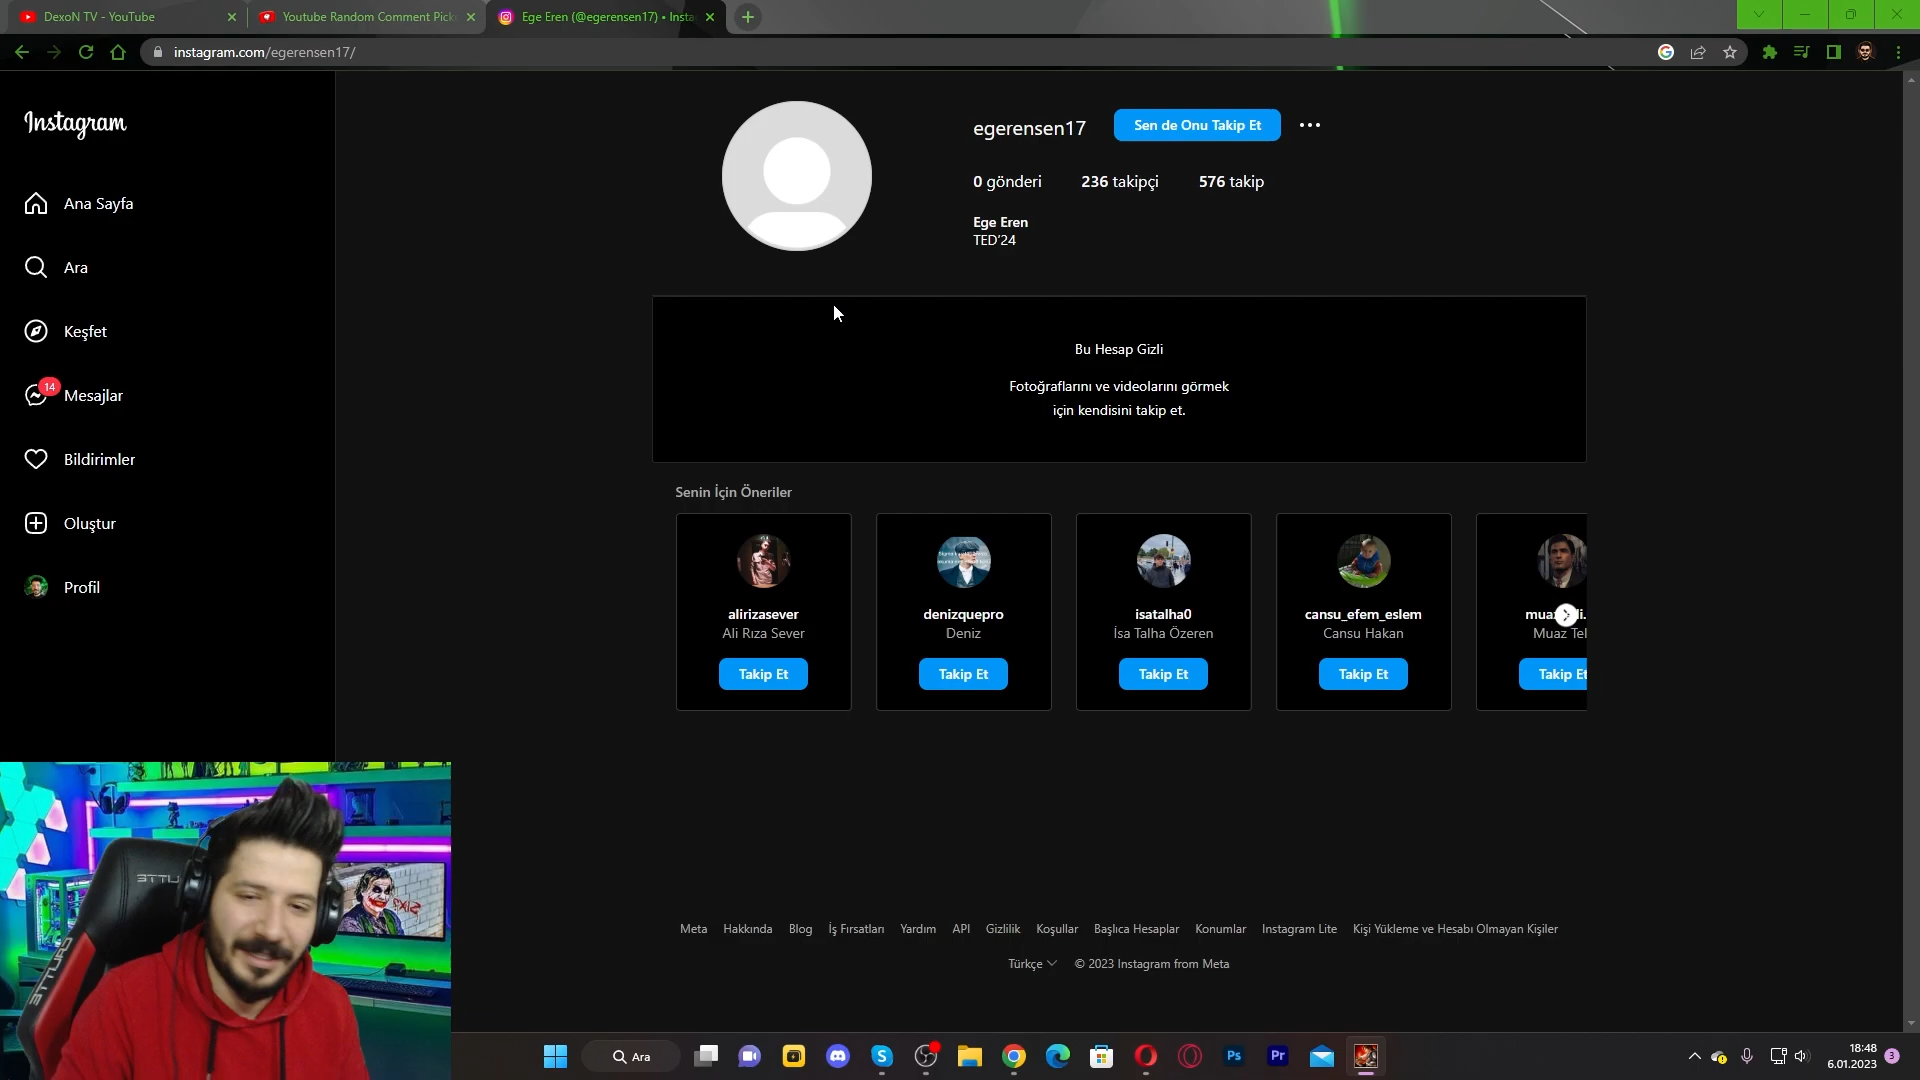 DexoN TV - YouTube
Youtube Random Comment Pick
Ege Eren (@egerensen17) • Insta
instagram.com/egerensen17/
Instagram
Ana Sayfa
Ara
Keşfet
14
Mesajlar
Bildirimler
Oluştur
Profil
egerensen17
Sen de Onu Takip Et
0 gönderi
236 takipçi
576 takip
Ege Eren
TED'24
Bu Hesap Gizli
Fotoğraflarını ve videolarını görmek
için kendisini takip et.
Senin İçin Öneriler
alirizasever
Ali Rıza Sever
Takip Et
denizquepro
Deniz
Takip Et
isatalha0
İsa Talha Özeren
Takip Et
cansu_efem_eslem
Cansu Hakan
Takip Et
Muaz Tel
Takip Et
Meta Hakkında Blog İş Fırsatları Yardım API Gizlilik Koşullar Başlıca Hesaplar Konumlar Instagram Lite Kişi Yükleme ve Hesabı Olmayan Kişiler
Türkçe © 2023 Instagram from Meta
Ara
Ps
Pr
18:48
6.01.2023
3